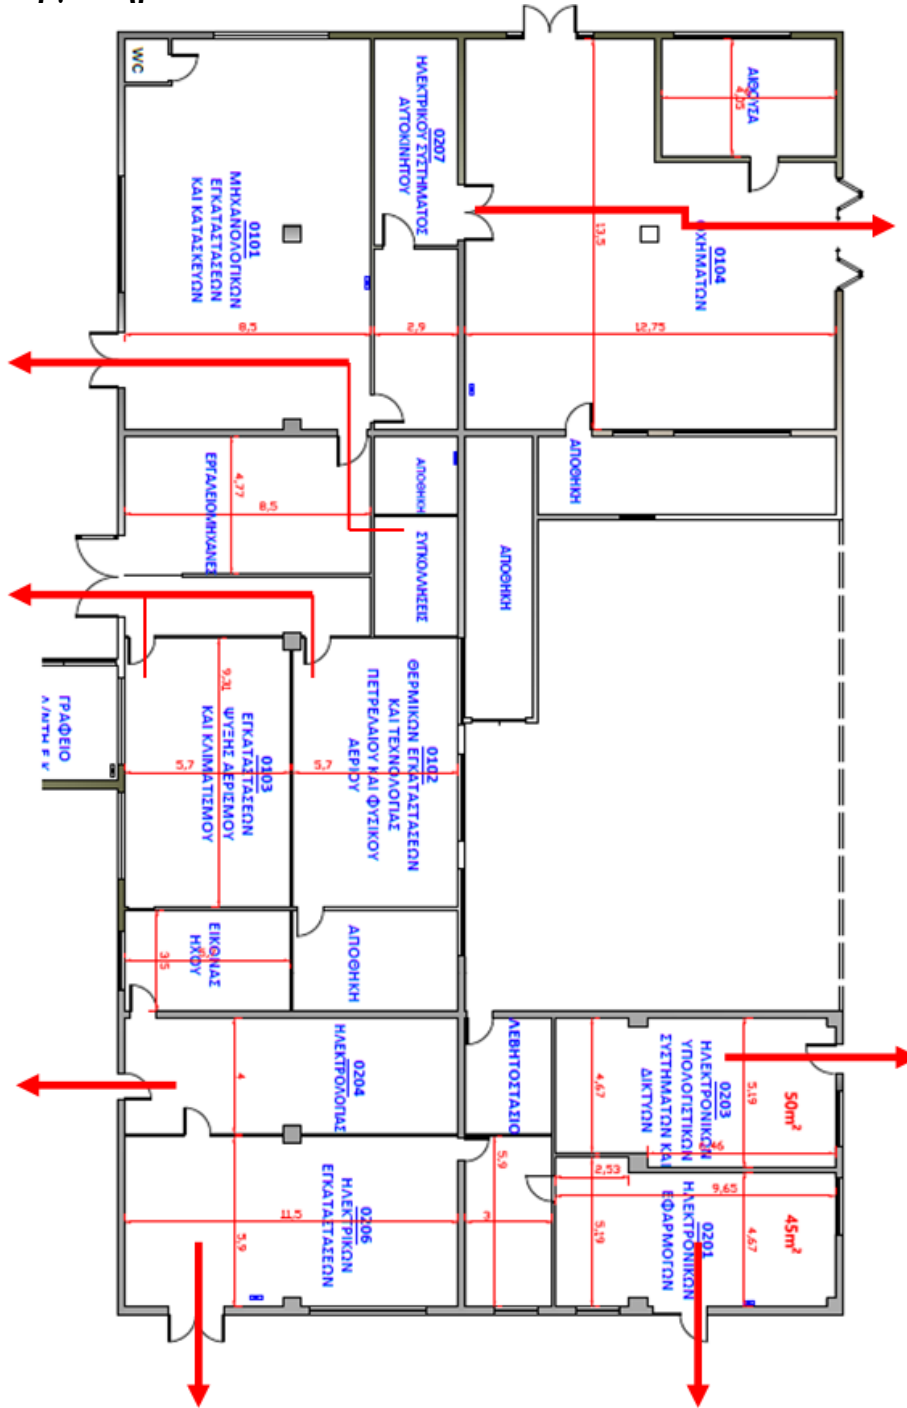 WC
0207
ΗΛΕΚΤΡΙΚΟΥ ΣΥΣΤΗΜΑΤΟΣ
ΑΥΤΟΚΙΝΗΤΟΥ
ΑΙΘΟΥΣΑ
4,05
0101
ΜΗΧΑΝΟΛΟΓΙΚΩΝ
ΕΓΚΑΤΑΣΤΑΣΕΩΝ
ΚΑΙ ΚΑΤΑΣΚΕΥΩΝ
0104
ΟΧΗΜΑΤΩΝ
13,5
8,5
2,9
12,75
ΕΡΓΑΛΕΙΟΜΗΧΑΝΕΣ
4,77
8,5
ΑΠΟΘΗΚΗ
ΣΥΓΚΟΛΛΗΣΕΙΣ
ΑΠΟΘΗΚΗ
ΑΠΟΘΗΚΗ
ΓΡΑΦΕΙΟ
9,31
0103
ΕΓΚΑΤΑΣΤΑΣΕΩΝ
ΨΥΞΗΣ ΑΕΡΙΣΜΟΥ
ΚΑΙ ΚΛΙΜΑΤΙΣΜΟΥ
5,7
0102
ΘΕΡΜΙΚΩΝ ΕΓΚΑΤΑΣΤΑΣΕΩΝ
ΚΑΙ ΤΕΧΝΟΛΟΓΙΑΣ
ΠΕΤΡΕΛΑΙΟΥ ΚΑΙ ΦΥΣΙΚΟΥ
ΑΕΡΙΟΥ
5,7
ΕΙΚΟΝΑΣ
ΗΧΟΥ
3,5
ΑΠΟΘΗΚΗ
0204
ΗΛΕΚΤΡΟΛΟΓΙΑΣ
4
ΛΕΒΗΤΟΣΤΑΣΙΟ
0203
ΗΛΕΚΤΡΟΝΙΚΩΝ
ΥΠΟΛΟΓΙΣΤΙΚΩΝ
ΣΥΣΤΗΜΑΤΩΝ ΚΑΙ
ΔΙΚΤΥΩΝ
4,67
5,19
50m²
0206
ΗΛΕΚΤΡΙΚΩΝ
ΕΓΚΑΤΑΣΤΑΣΕΩΝ
11,5
5,9
5,9
3
2,53
9,65
0201
ΗΛΕΚΤΡΟΝΙΚΩΝ
ΕΦΑΡΜΟΓΩΝ
5,19
4,67
45m²